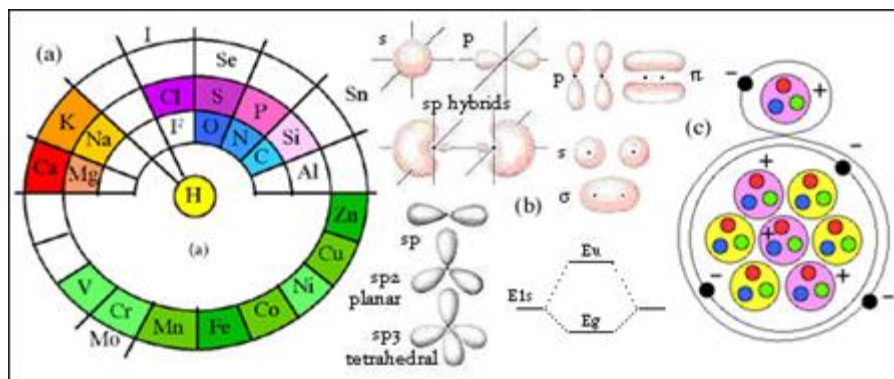 (a)
I
Se
Sn
K
Cl
S
P
Na
F
O
N
Si
C
Ca
Mg
Al
H
(a)
Zn
Cu
V
Cr
Ni
Mo
Mn
Fe
Co
s
p
sp hybrids
p
π
s
σ
(b)
sp
sp2
planar
sp3
tetrahedral
Eu
E1s
Eg
(c)
-
+
-
+
+
-
+
-